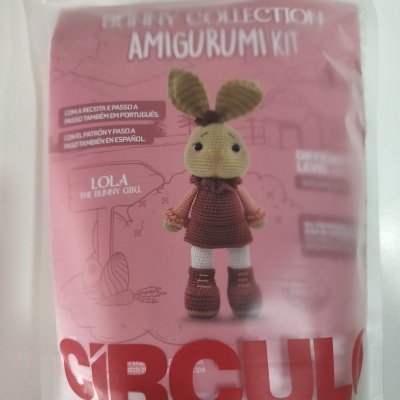 BUNNY COLLECTION
AMIGURUMI KIT
COM A RECEITA E PASSO A
PASSO TAMBÉM EM PORTUGUÊS.
CON EL PATRÓN Y PASO A
PASO TAMBIÉN EN ESPAÑOL.
LOLA
THE BUNNY GIRL
LEVEL
CÍRCULO